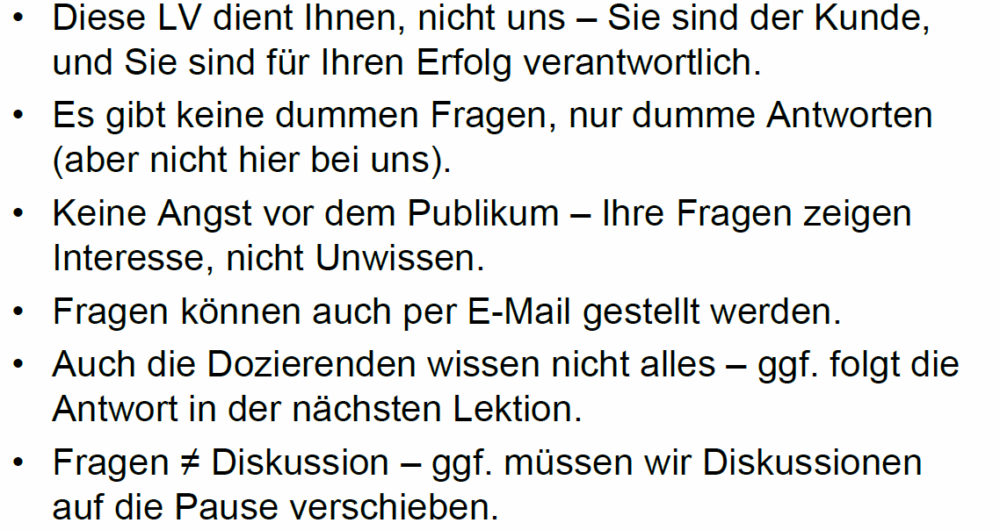 • Diese LV dient Ihnen, nicht uns – Sie sind der Kunde,
und Sie sind für Ihren Erfolg verantwortlich.
• Es gibt keine dummen Fragen, nur dumme Antworten
(aber nicht hier bei uns).
• Keine Angst vor dem Publikum – Ihre Fragen zeigen
Interesse, nicht Unwissen.
• Fragen können auch per E-Mail gestellt werden.
• Auch die Dozierenden wissen nicht alles – ggf. folgt die
Antwort in der nächsten Lektion.
• Fragen ≠ Diskussion – ggf. müssen wir Diskussionen
auf die Pause verschieben.